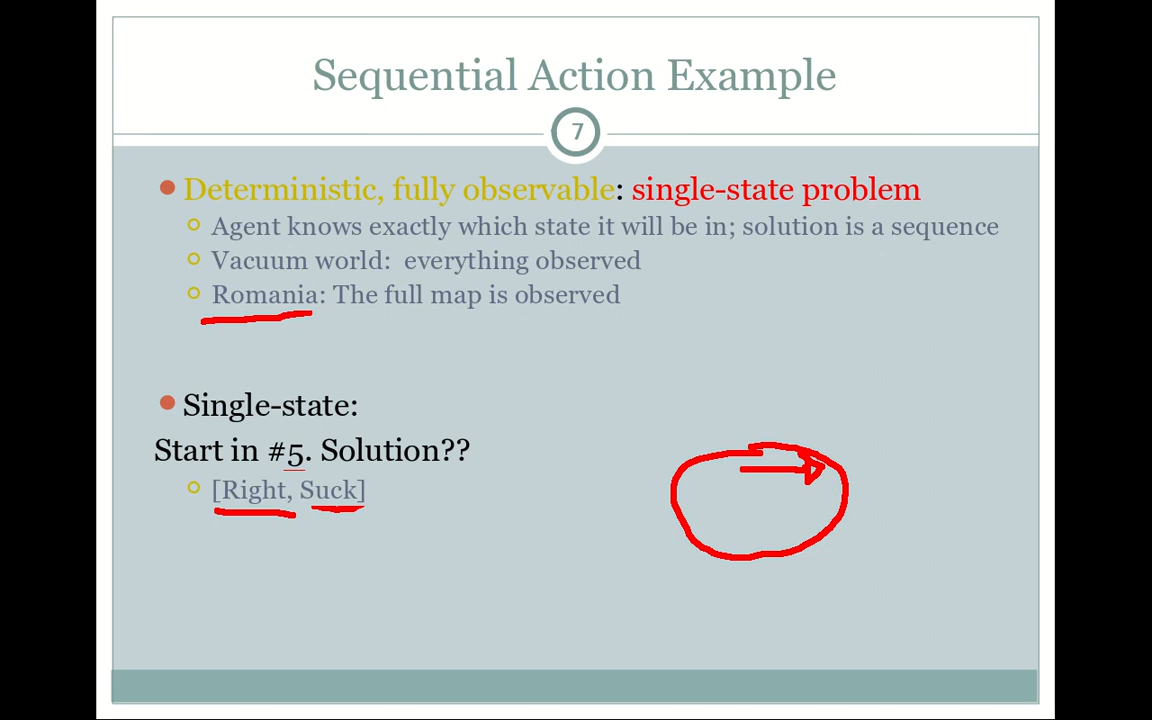 Sequential Action Example
7
Deterministic, fully observable: single-state problem
Agent knows exactly which state it will be in; solution is a sequence
Vacuum world: everything observed
Romania: The full map is observed
Single-state:
Start in #5. Solution??
[Right, Suck]